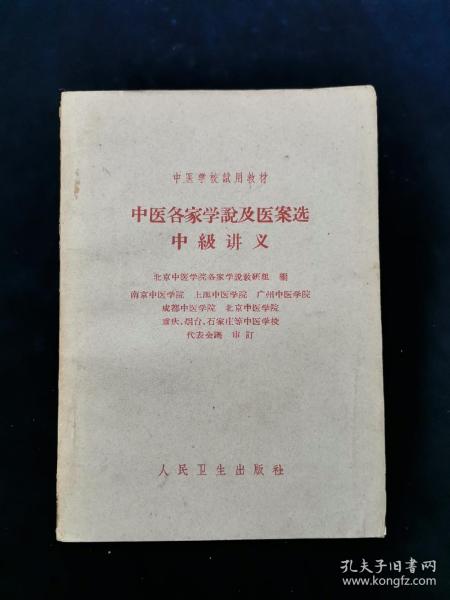 中医学校試用教材
中医各家学說及医案选
中級讲义
北京中医学院各家学說教研組 編
南京中医学院 上海中医学院 广州中医学院
成都中医学院 北京中医学院
重庆、烟台、石家庄等中医学校
代表会議 审訂
人民卫生出版社
孔夫子旧书网
www.kongfz.com